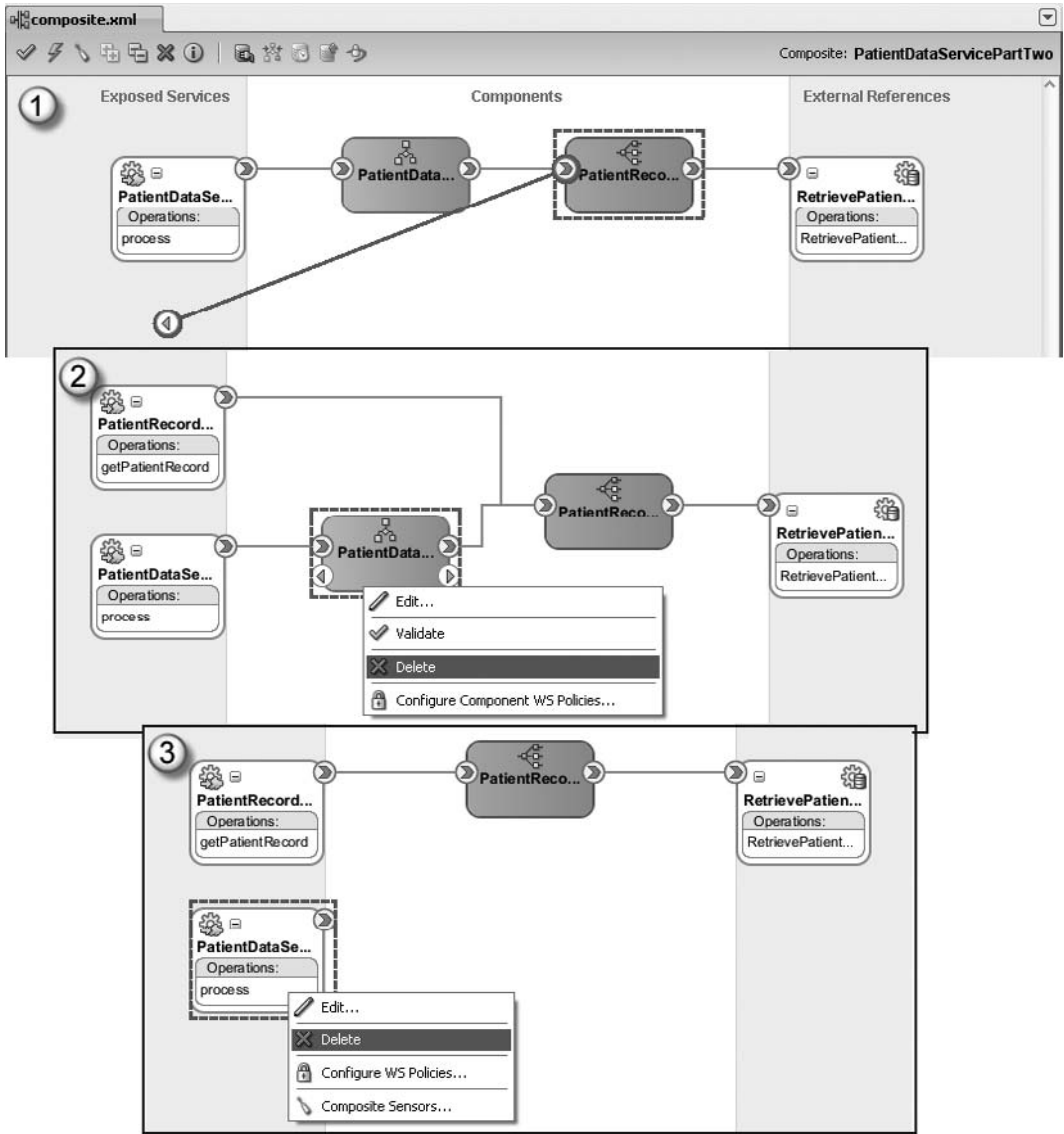 composite.xml
Composite: PatientDataServicePartTwo
1
Exposed Services
Components
External References
PatientDataSe...
Operations:
process
PatientData...
PatientReco...
RetrievePatien...
Operations:
RetrievePatient...
2
PatientRecord...
Operations:
getPatientRecord
PatientDataSe...
Operations:
process
PatientData...
PatientReco...
RetrievePatien...
Operations:
RetrievePatient...
Edit...
Validate
Delete
Configure Component WS Policies...
3
PatientRecord...
Operations:
getPatientRecord
PatientReco...
RetrievePatien...
Operations:
RetrievePatient...
PatientDataSe...
Operations:
process
Edit...
Delete
Configure WS Policies...
Composite Sensors...